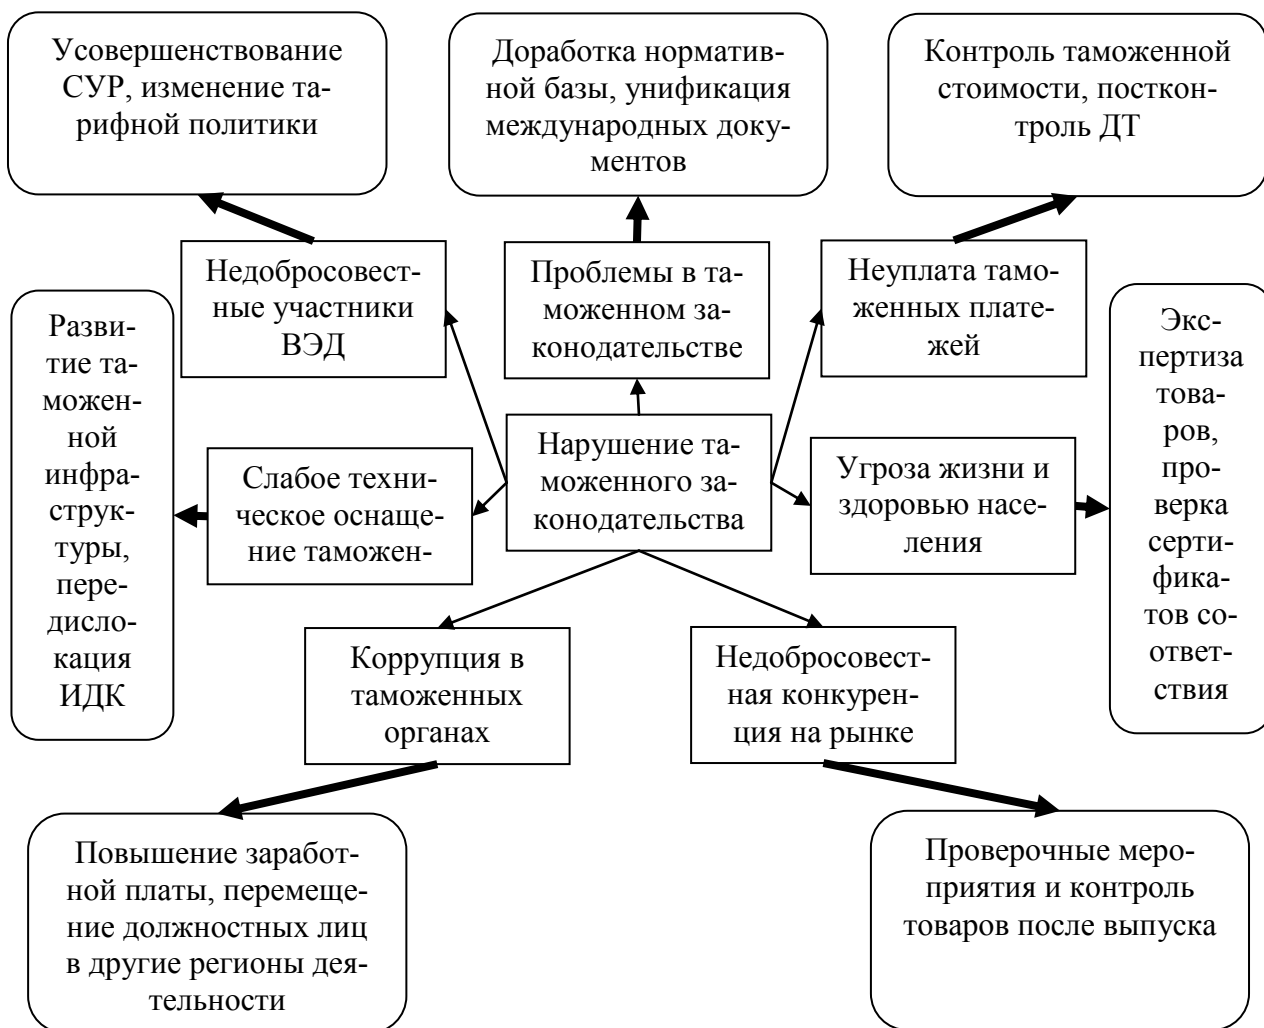 Усовершенствование
СУР, изменение та-
рифной политики
Доработка норматив-
ной базы, унификация
международных доку-
ментов
Контроль таможенной
стоимости, посткон-
троль ДТ
Недобросовест-
ные участники
ВЭД
Проблемы в та-
моженном за-
конодательстве
Неуплата тамо-
женных плате-
жей
Разви-
тие та-
можен-
ной
инфра-
струк-
туры,
пере-
дисло-
кация
ИДК
Слабое техни-
ческое оснаще-
ние таможен-
Нарушение та-
моженного за-
конодательства
Угроза жизни и
здоровью насе-
ления
Экс-
пертиза
това-
ров,
про-
верка
серти-
фика-
тов со-
ответ-
ствия
Коррупция в
таможенных
органах
Недобросовест-
ная конкурен-
ция на рынке
Повышение заработ-
ной платы, перемеще-
ние должностных лиц
в другие регионы дея-
тельности
Проверочные меро-
приятия и контроль
товаров после выпуска